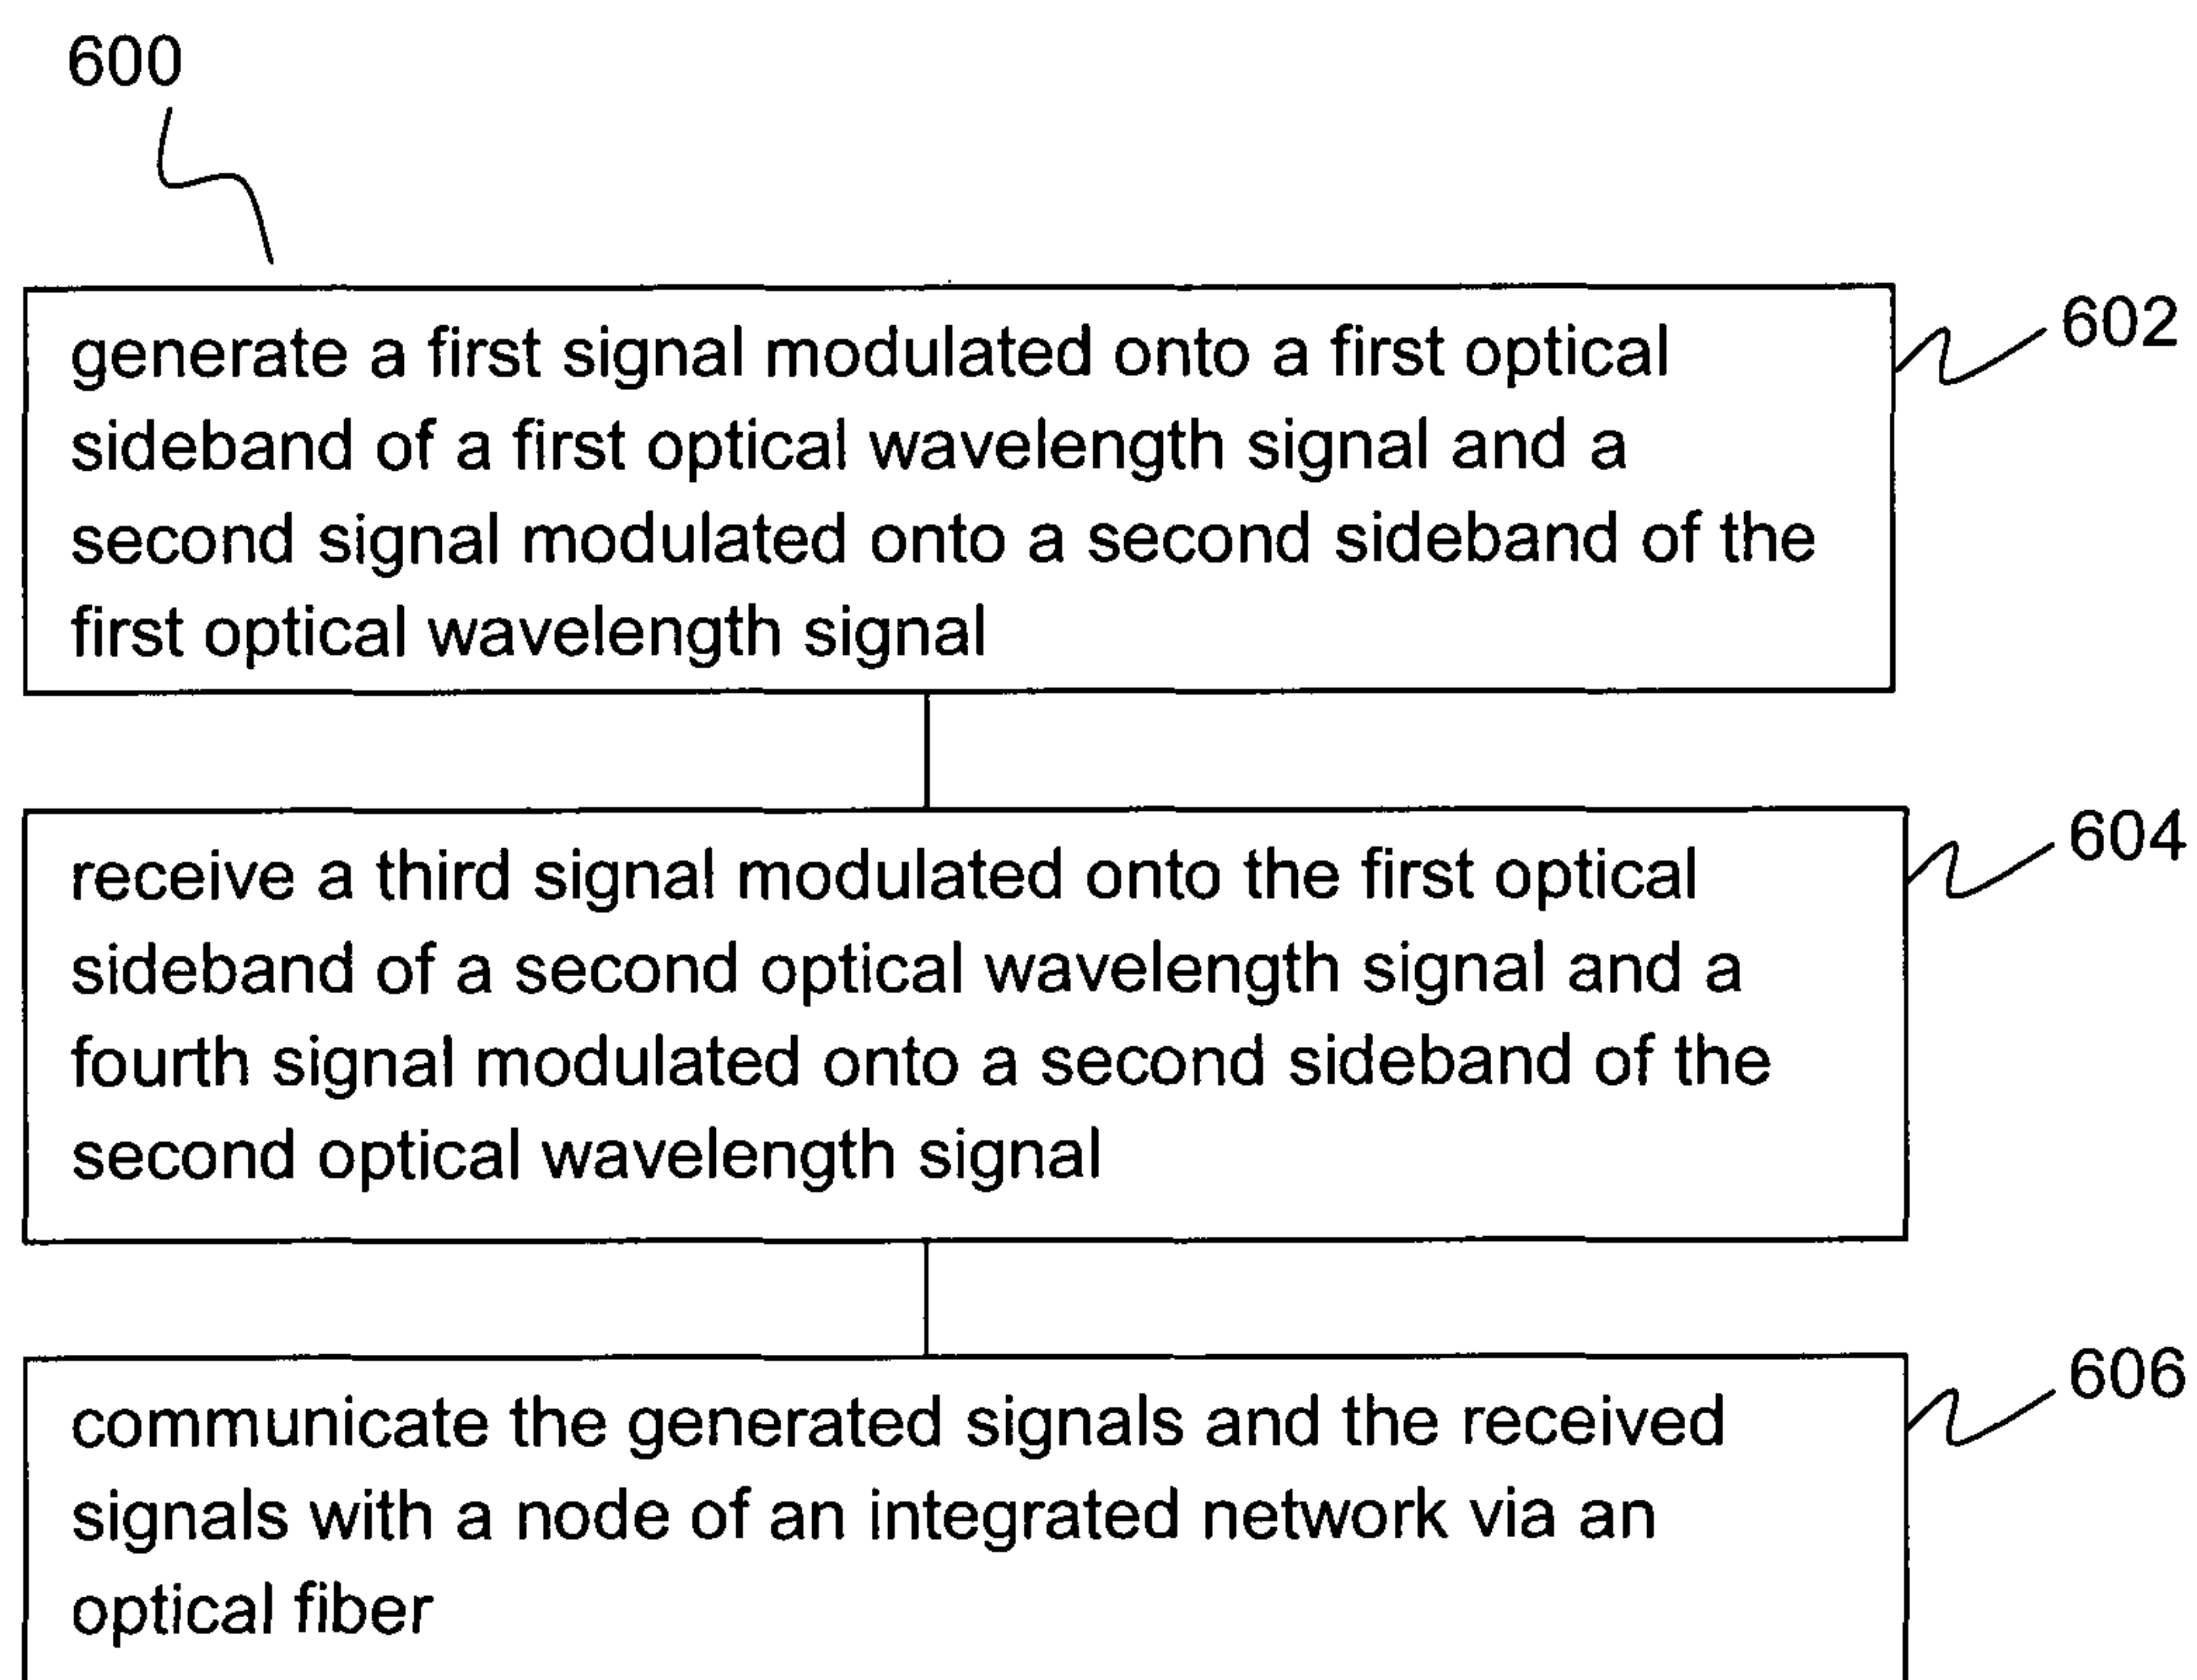 600
602
generate a first signal modulated onto a first optical
sideband of a first optical wavelength signal and a
second signal modulated onto a second sideband of the
first optical wavelength signal
604
receive a third signal modulated onto the first optical
sideband of a second optical wavelength signal and a
fourth signal modulated onto a second sideband of the
second optical wavelength signal
606
communicate the generated signals and the received
signals with a node of an integrated network via an
optical fiber